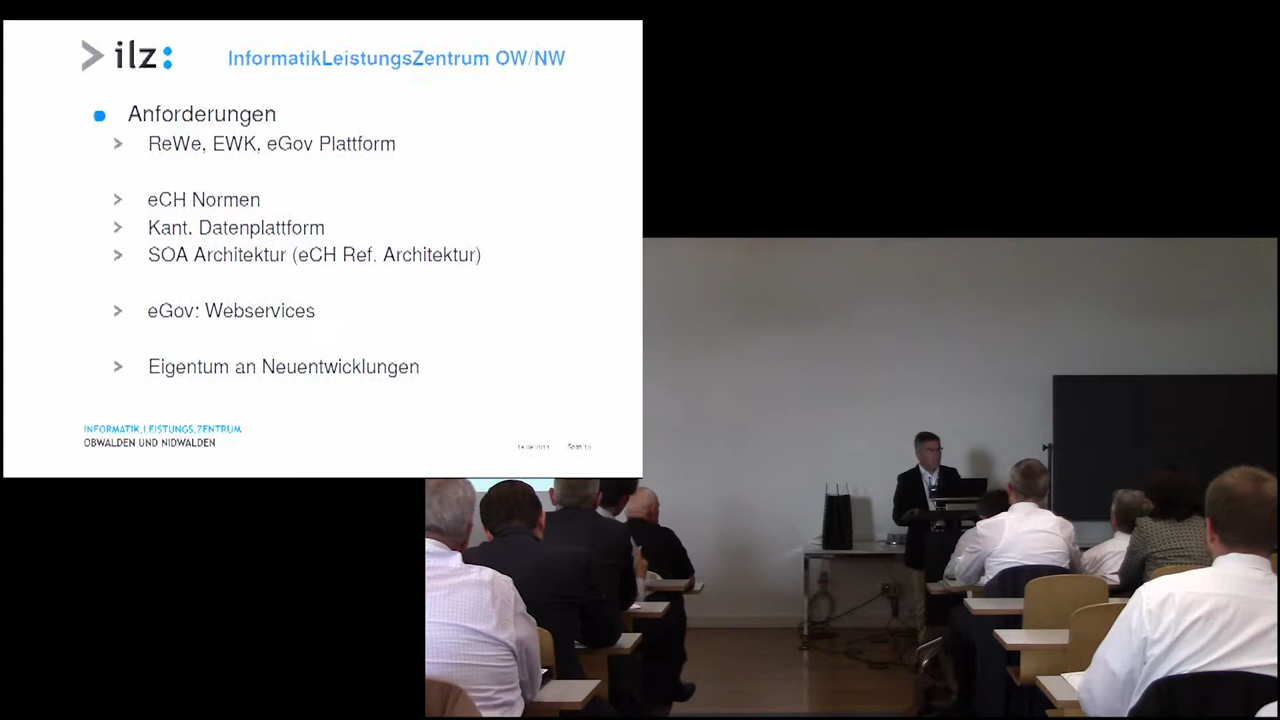 > ilz:
InformatikLeistungsZentrum OW/NW
Anforderungen
> ReWe, EWK, eGov Plattform
> eCH Normen
> Kant. Datenplattform
> SOA Architektur (eCH Ref. Architektur)
> eGov: Webservices
> Eigentum an Neuentwicklungen
INFORMATIK.LEISTUNGS.ZENTRUM
OBWALDEN UND NIDWALDEN